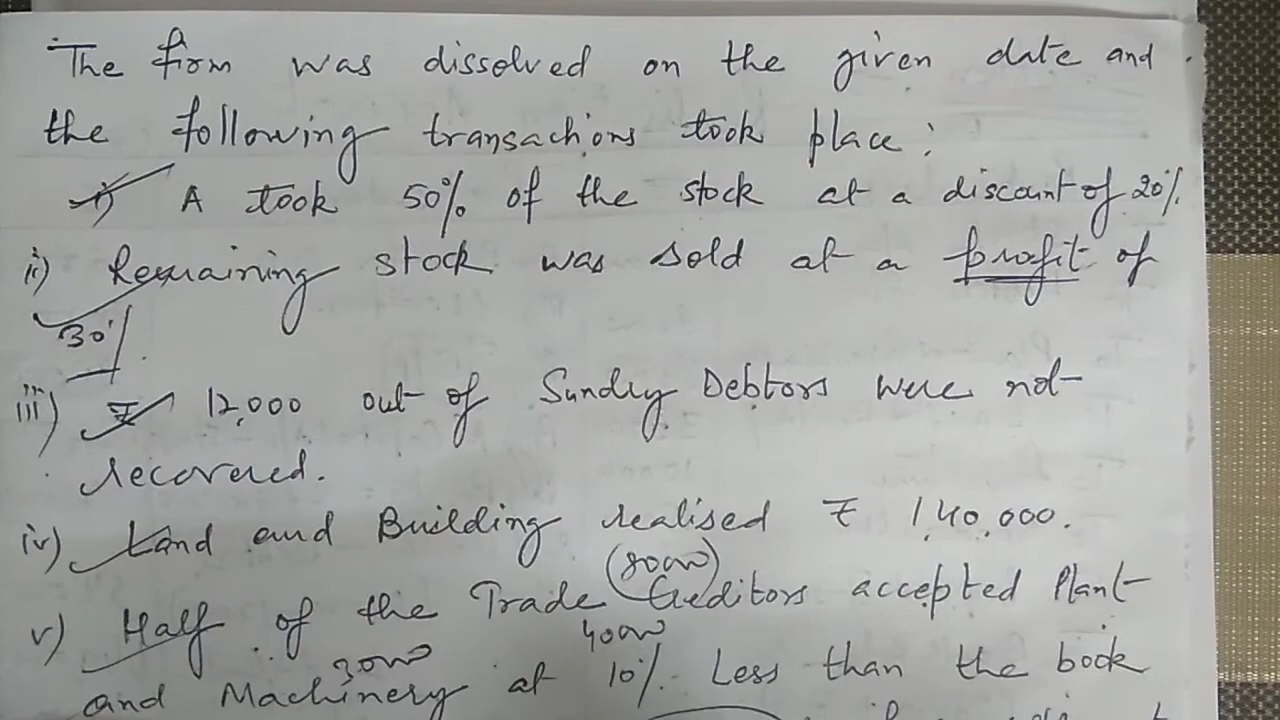 The firm was dissolved on the given date and
the following transactions took place:
i) A took 50% of the stock at a discount of 20%.
ii) Remaining stock was sold at a profit of
30%.
iii) ₹ 12,000 out of Sundry Debtors were not
recovered.
iv) Land and Building realised ₹ 140,000.
(80000)
v) Half of the Trade Creditors accepted Plant
40000
30000
and Machinery at 10% Less than the book